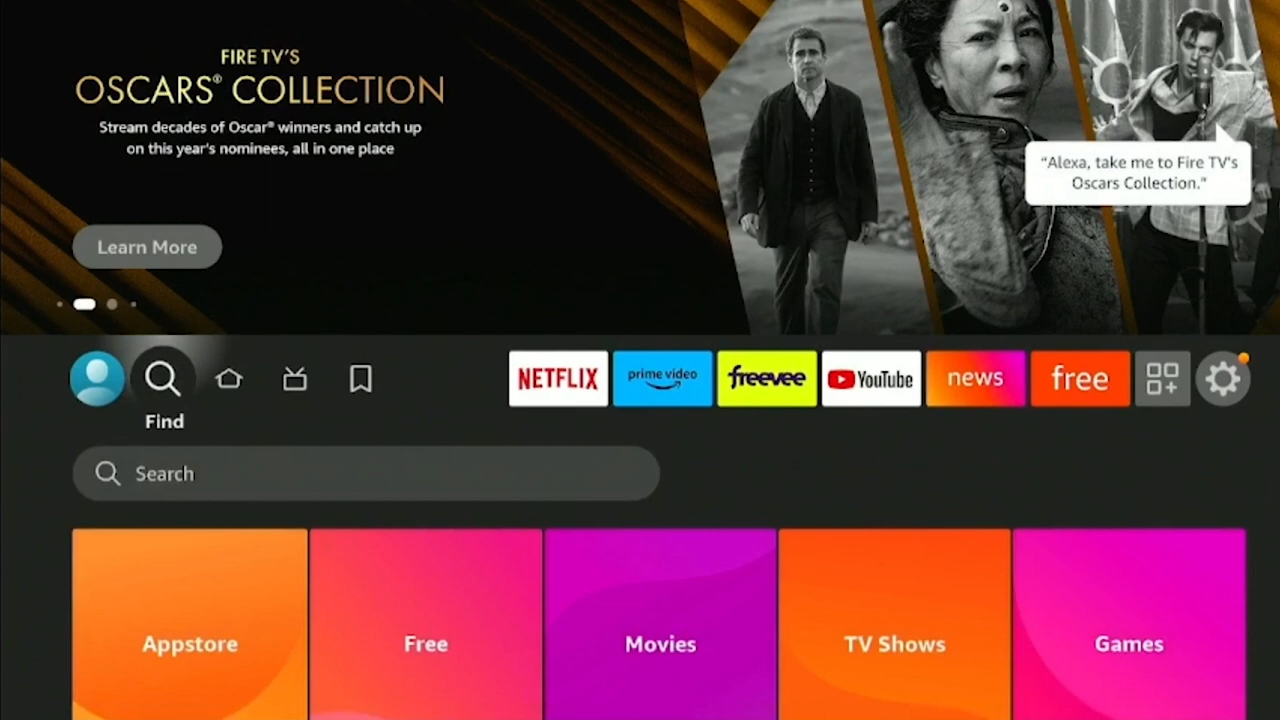 FIRE TV'S
OSCARS® COLLECTION
Stream decades of Oscar® winners and catch up
on this year's nominees, all in one place
"Alexa, take me to Fire TV's
Oscars Collection."
Learn More
NETFLIX
prime video
freevee
YouTube
news
free
Find
Search
Appstore
Free
Movies
TV Shows
Games